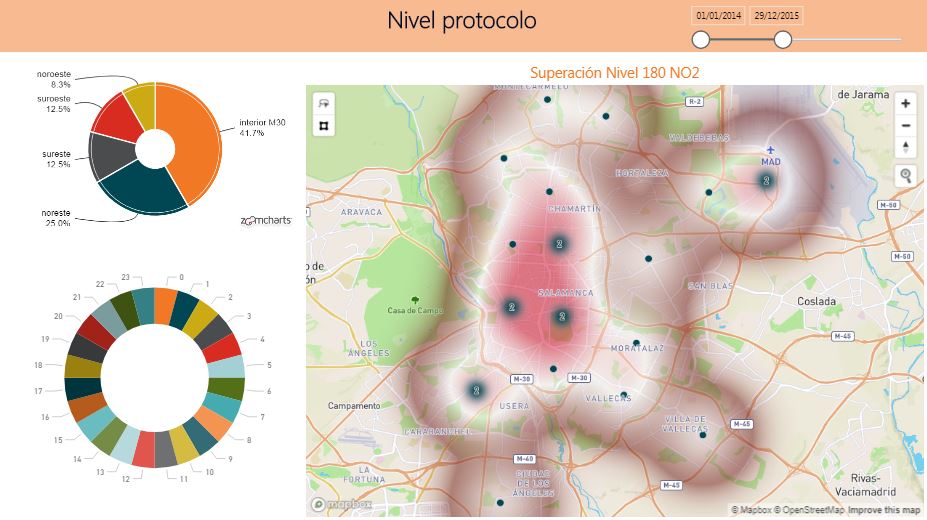 Nivel protocolo
01/01/2014 29/12/2015
noroeste
8.3%
suroeste
12.5%
sureste
12.5%
noreste
25.0%
interior M30
41.7%
zoomcharts
23 0
22 1
21 2
20 3
19 4
18 5
17 6
16 7
15 8
14 9
13 10
12 11
Superación Nivel 180 NO2
MONTECARMELO
de Jarama
R-2
VALDEBEBAS
MAD
HORTALEZA
2
M-50
ARAVACA
CHAMARTÍN
2
M-50
o de
ón
SAN BLAS
SALAMANCA
Casa de Campo
2
2
Coslada
M-45
LOS
ÁNGELES
MORATALAZ
M-30
M-30
2
Campamento
USERA
VALLECAS
CARABANCHEL
VILLA DE
VALLECAS
M-45
M-40
LA
FORTUNA
CIUDAD
DE LOS
ÁNGELES
M-45
Rivas-
Vaciamadrid
mapbox
© Mapbox © OpenStreetMap Improve this map